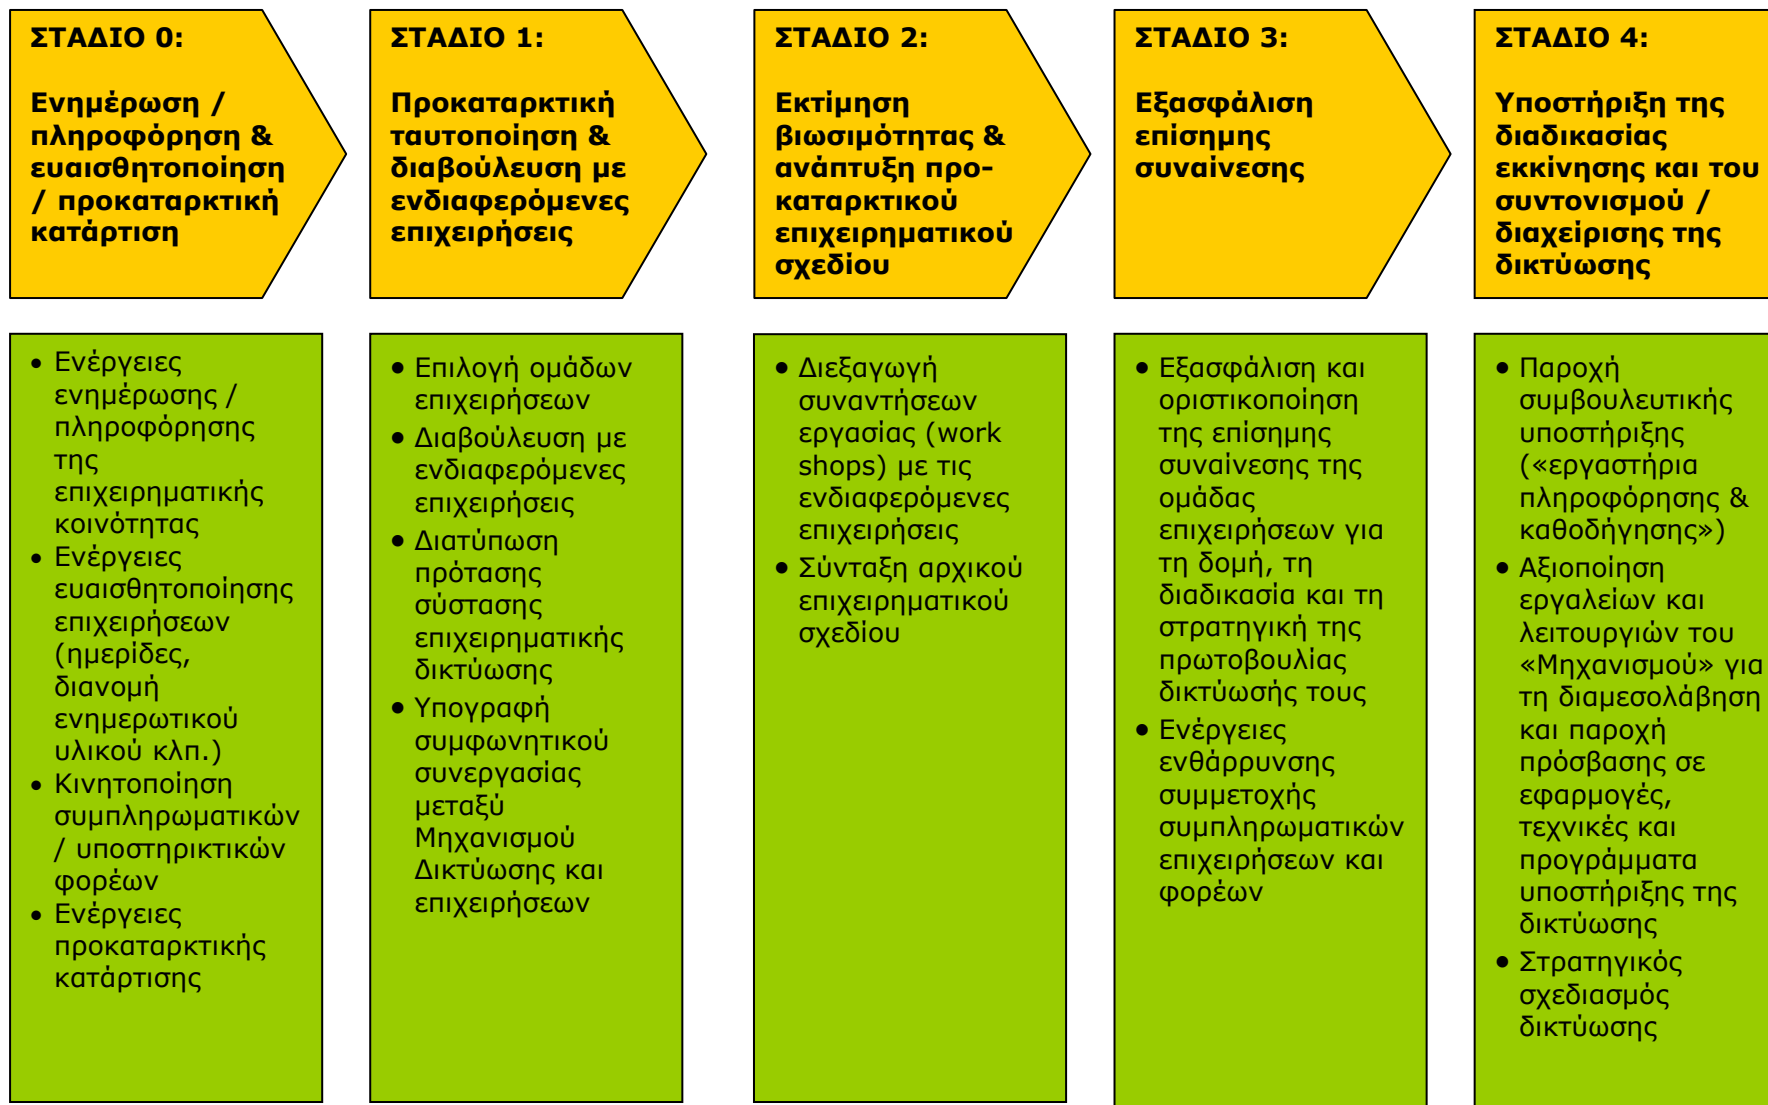 ΣΤΑΔΙΟ 0:
Ενημέρωση /
πληροφόρηση &
ευαισθητοποίηση
/ προκαταρκτική
κατάρτιση
ΣΤΑΔΙΟ 1:
Προκαταρκτική
ταυτοποίηση &
διαβούλευση με
ενδιαφερόμενες
επιχειρήσεις
ΣΤΑΔΙΟ 2:
Εκτίμηση
βιωσιμότητας &
ανάπτυξη προ-
καταρκτικού
επιχειρηματικού
σχεδίου
ΣΤΑΔΙΟ 3:
Εξασφάλιση
επίσημης
συναίνεσης
ΣΤΑΔΙΟ 4:
Υποστήριξη της
διαδικασίας
εκκίνησης και του
συντονισμού /
διαχείρισης της
δικτύωσης
• Ενέργειες
ενημέρωσης /
πληροφόρησης
της
επιχειρηματικής
κοινότητας
• Ενέργειες
ευαισθητοποίησης
επιχειρήσεων
(ημερίδες,
διανομή
ενημερωτικού
υλικού κλπ.)
• Κινητοποίηση
συμπληρωματικών
/ υποστηρικτικών
φορέων
• Ενέργειες
προκαταρκτικής
κατάρτισης
• Επιλογή ομάδων
επιχειρήσεων
• Διαβούλευση με
ενδιαφερόμενες
επιχειρήσεις
• Διατύπωση
πρότασης
σύστασης
επιχειρηματικής
δικτύωσης
• Υπογραφή
συμφωνητικού
συνεργασίας
μεταξύ
Μηχανισμού
Δικτύωσης και
επιχειρήσεων
• Διεξαγωγή
συναντήσεων
εργασίας (work
shops) με τις
ενδιαφερόμενες
επιχειρήσεις
• Σύνταξη αρχικού
επιχειρηματικού
σχεδίου
• Εξασφάλιση και
οριστικοποίηση
της επίσημης
συναίνεσης της
ομάδας
επιχειρήσεων για
τη δομή, τη
διαδικασία και τη
στρατηγική της
πρωτοβουλίας
δικτύωσής τους
• Ενέργειες
ενθάρρυνσης
συμμετοχής
συμπληρωματικών
επιχειρήσεων και
φορέων
• Παροχή
συμβουλευτικής
υποστήριξης
(«εργαστήρια
πληροφόρησης &
καθοδήγησης»)
• Αξιοποίηση
εργαλείων και
λειτουργιών του
«Μηχανισμού» για
τη διαμεσολάβηση
και παροχή
πρόσβασης σε
εφαρμογές,
τεχνικές και
προγράμματα
υποστήριξης της
δικτύωσης
• Στρατηγικός
σχεδιασμός
δικτύωσης